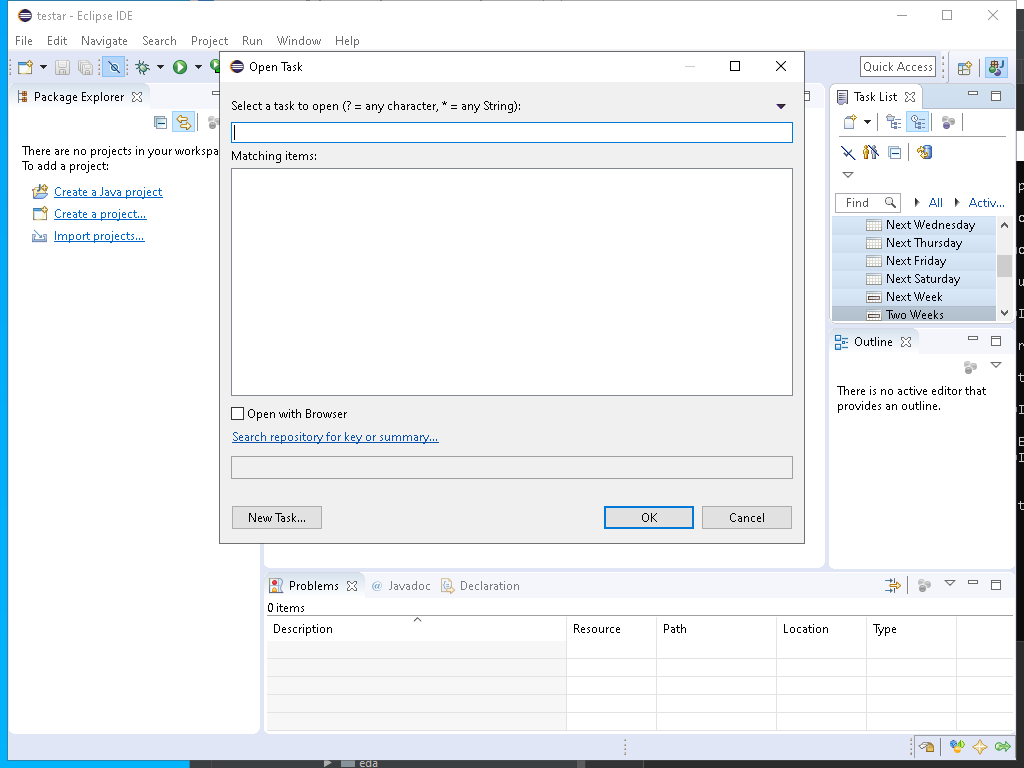 testar - Eclipse IDE
File Edit Navigate Search Project Run Window Help
Quick Access
Package Explorer
There are no projects in your workspa
To add a project:
Create a Java project
Create a project...
Import projects...
Open Task
Select a task to open (? = any character, * = any String):
Matching items:
Open with Browser
Search repository for key or summary...
New Task...
OK
Cancel
Task List
Find
All
Activ...
Next Wednesday
Next Thursday
Next Friday
Next Saturday
Next Week
Two Weeks
Outline
There is no active editor that
provides an outline.
Problems
@ Javadoc
Declaration
0 items
Description Resource Path Location Type
eda